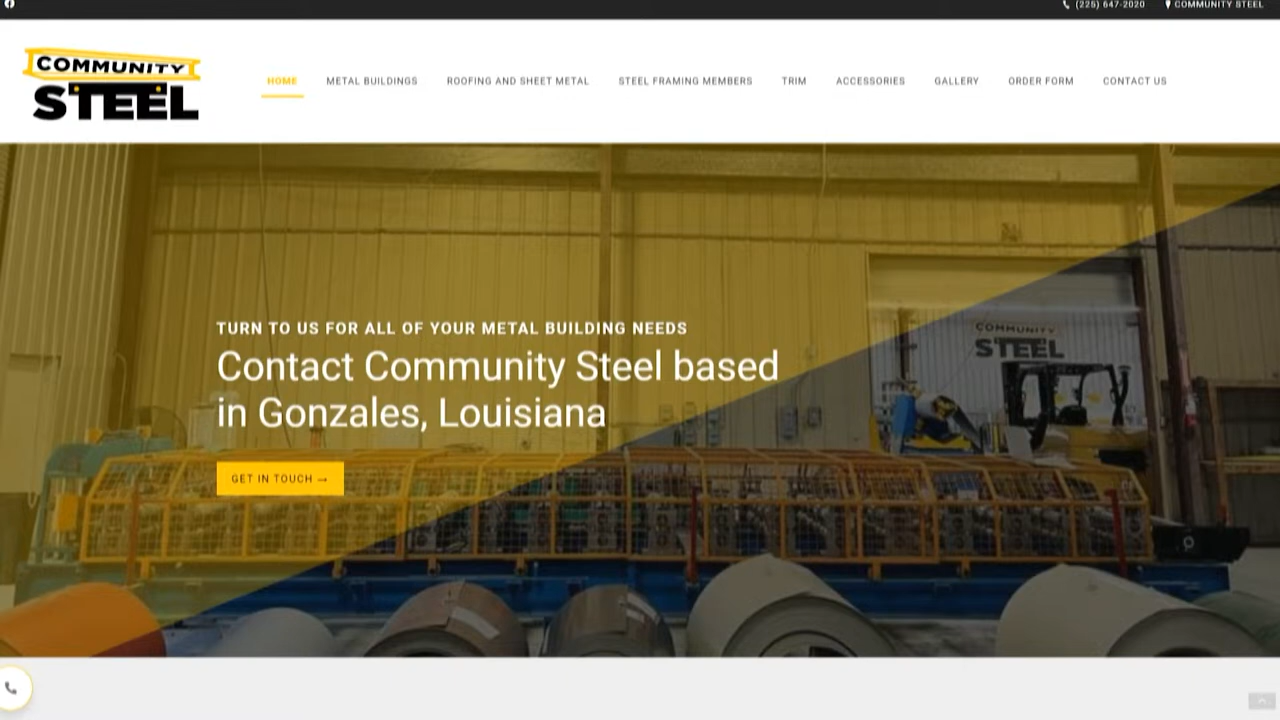 (225) 647-2020 COMMUNITY STEEL
COMMUNITY
STEEL
HOME METAL BUILDINGS ROOFING AND SHEET METAL STEEL FRAMING MEMBERS TRIM ACCESSORIES GALLERY ORDER FORM CONTACT US
COMMUNITY
STEEL
TURN TO US FOR ALL OF YOUR METAL BUILDING NEEDS
Contact Community Steel based
in Gonzales, Louisiana
GET IN TOUCH →